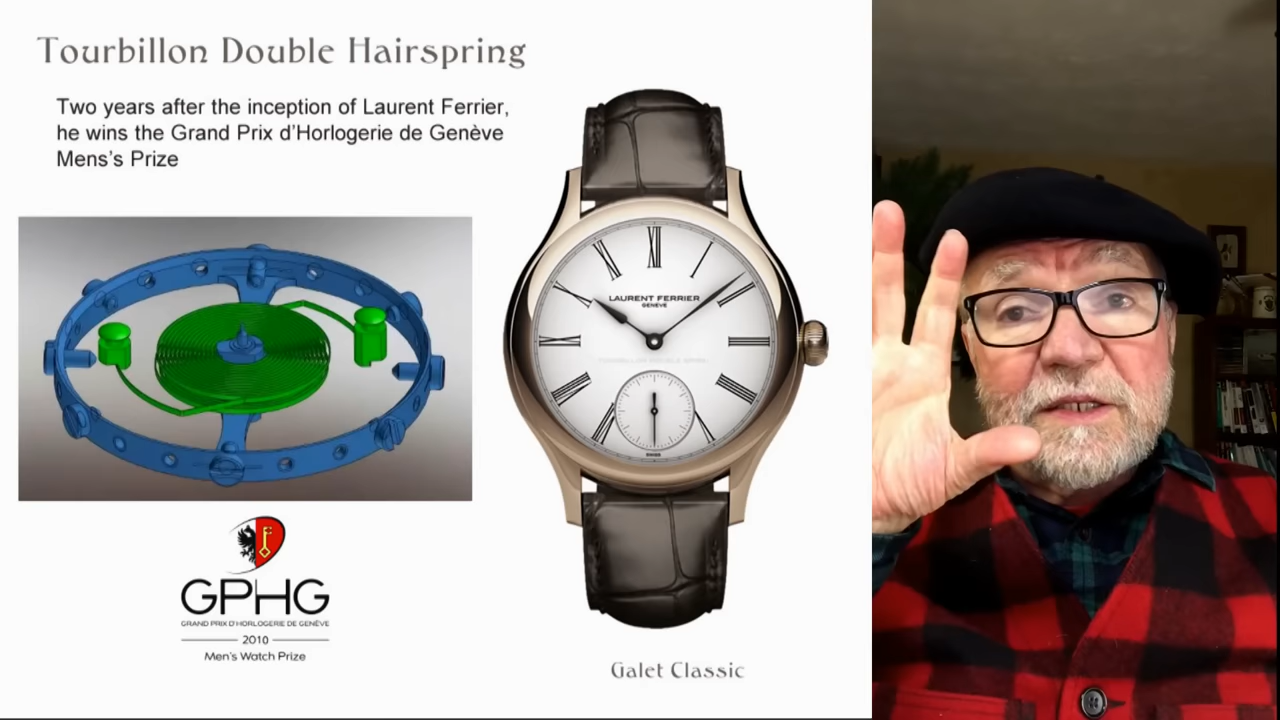 Tourbillon Double Hairspring
Two years after the inception of Laurent Ferrier,
he wins the Grand Prix d'Horlogerie de Genève
Mens's Prize
LAURENT FERRIER
GENEVE
SWISS
GPHG
GRAND PRIX D'HORLOGERIE DE GENÈVE
2010
Men's Watch Prize
Galet Classic